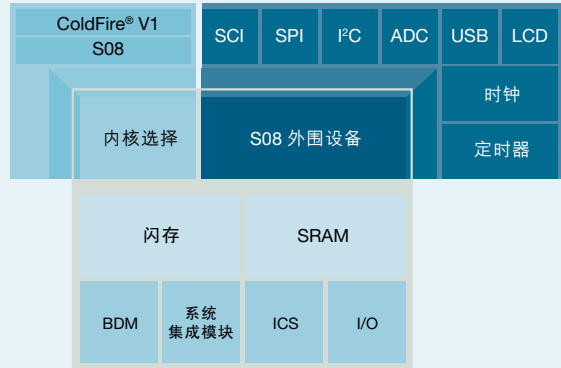 ColdFire® V1
S08
SCI
SPI
I²C
ADC
USB
LCD
时钟
内核选择
S08 外围设备
定时器
闪存
SRAM
BDM
系统
集成模块
ICS
I/O